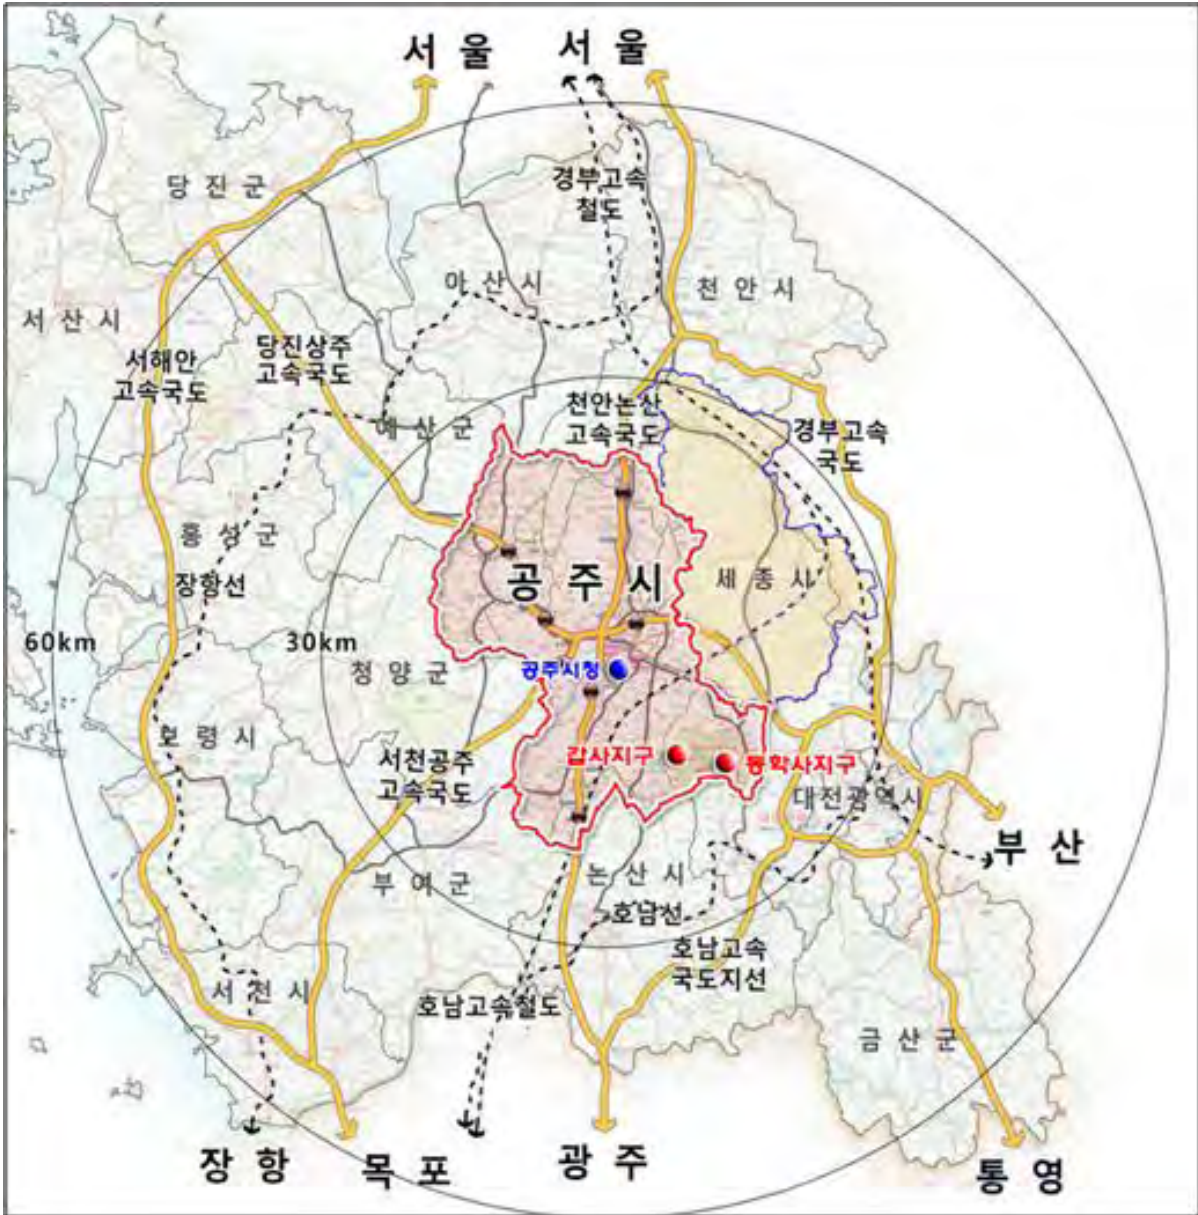 서 울
서 울
경부고속
철도
당 진 군
아 산 시
천 안 시
서 산 시
서해안
고속국도
당진상주
고속국도
천안논산
고속국도
예 산 군
경부고속
국도
홍 성 군
장항선
공 주 시
세 종 시
60km
30km
청 양 군
공주시청
보 령 시
서천공주
고속국도
갑사지구
동학사지구
대전광역시
부 산
부 여 군
논 산 시
호남선
호남고속
국도지선
서 천 시
호남고속철도
금 산 군
장 항
목 포
광 주
통 영